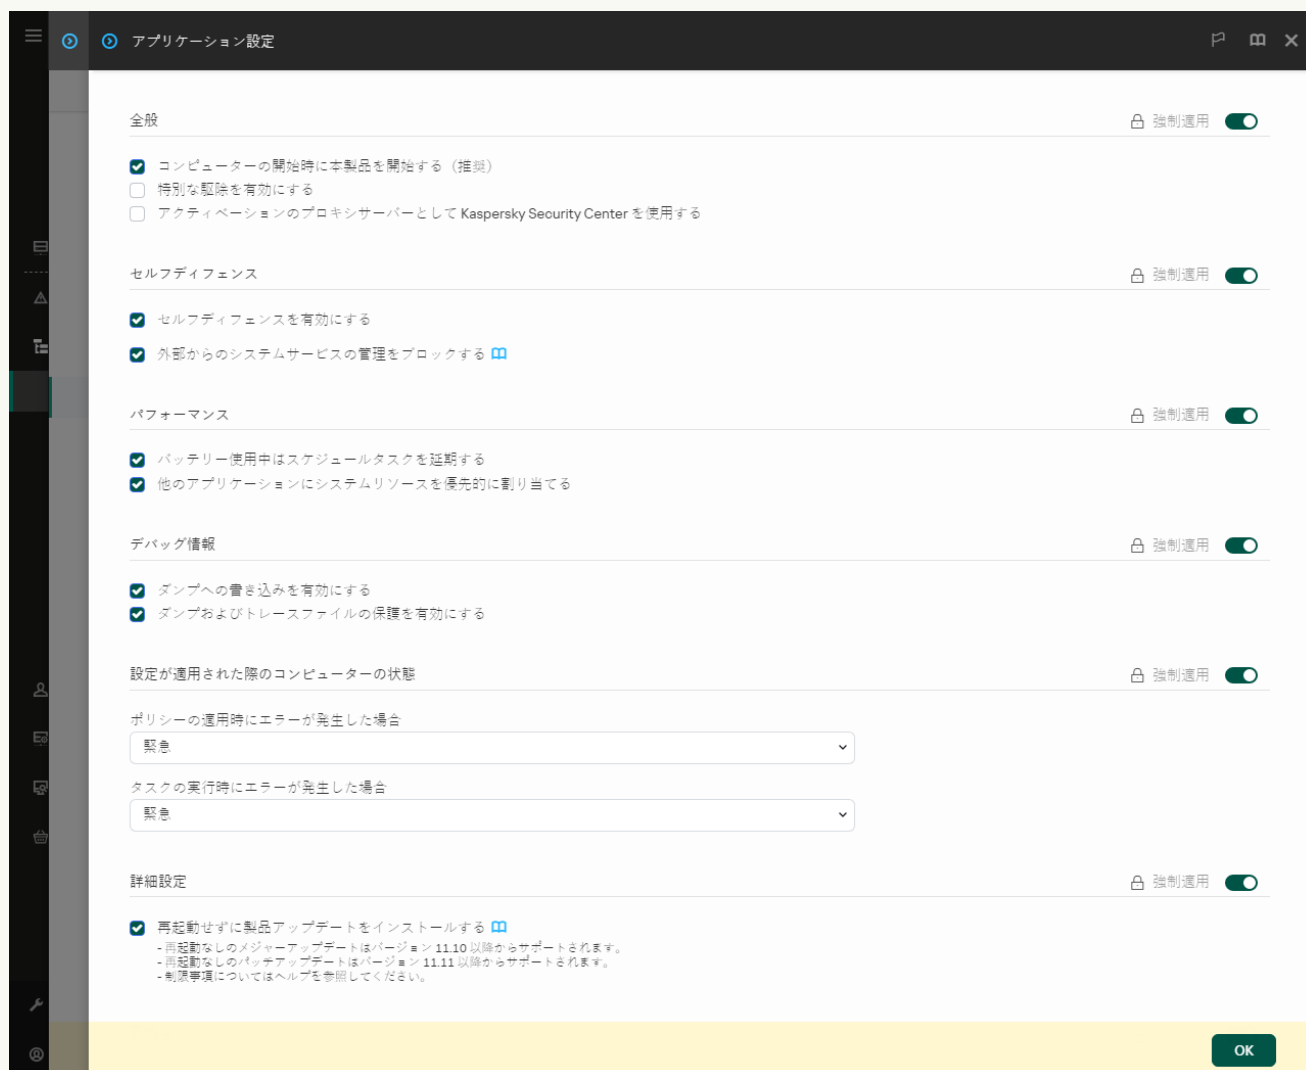 アプリケーション設定
全般
強制適用
コンピューターの開始時に本製品を開始する（推奨）
特別な駆除を有効にする
アクティベーションのプロキシサーバーとして Kaspersky Security Center を使用する
セルフディフェンス
強制適用
セルフディフェンスを有効にする
外部からのシステムサービスの管理をブロックする
パフォーマンス
強制適用
バッテリー使用中はスケジュールタスクを延期する
他のアプリケーションにシステムリソースを優先的に割り当てる
デバッグ情報
強制適用
ダンプへの書き込みを有効にする
ダンプおよびトレースファイルの保護を有効にする
設定が適用された際のコンピューターの状態
強制適用
ポリシーの適用時にエラーが発生した場合
緊急
タスクの実行時にエラーが発生した場合
緊急
詳細設定
強制適用
再起動せずに製品アップデートをインストールする
- 再起動なしのメジャーアップデートはバージョン 11.10 以降からサポートされます。
- 再起動なしのパッチアップデートはバージョン 11.11 以降からサポートされます。
- 制限事項についてはヘルプを参照してください。
OK